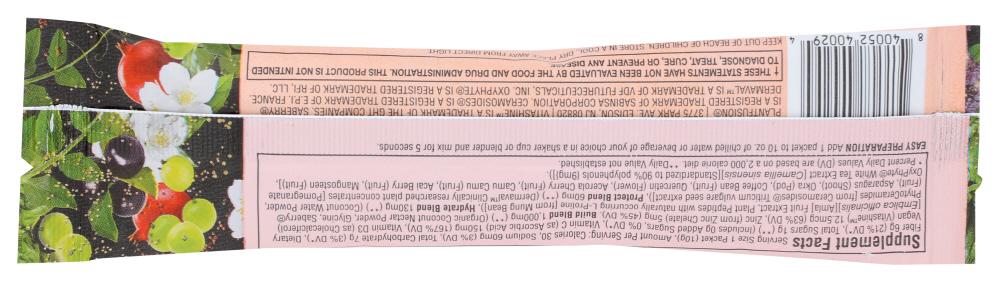 Supplement Facts Serving Size 1 Packet (10g). Amount Per Serving: Calories 30, Sodium 60mg (3% DV), Total Carbohydrate 7g (3% DV*), Dietary
Fiber 6g (21% DV*), Total Sugars 1g (**) (Includes 0g Added Sugars, 0% DV*), Vitamin C (as Ascorbic Acid) 150mg (167% DV), Vitamin D3 (as Cholecalciferol)
Vegan (Vitashine™) 12.5mcg (63% DV), Zinc (from Zinc Chelate) 5mg (45% DV), Build Blend 1,000mg (**) (Organic Coconut Nectar Powder, Glycine, Saberry®
[Emblica officinalis][Amla] Fruit Extract, Plant Peptides with naturally occurring L-Proline [from Mung Bean]), Hydrate Blend 130mg (**) (Coconut Water Powder,
PhytoCeramides [from Ceramosides® Triticum vulgare seed extract]), Protect Blend 60mg (**) (Dermaval™ Clinically researched plant complex [Pomegranate
(Fruit), Asparagus (Shoot), Okra (Pod), Coffee Bean (Fruit), Quercetin (Flower), Acerola Cherry (Fruit), Camu Camu (Fruit), Acai Berry (Fruit), Mangosteen (Fruit)],
OxyPhyte® White Tea Extract [Camellia sinensis][Standardized to 90% polyphenols (9mg)]).
* Percent Daily Values (DV) are based on a 2,000 calorie diet. **Daily Value not established.
EASY PREPARATION Add 1 packet to 10 oz. of chilled water or beverage of your choice in a shaker cup or blender and mix for 5 seconds.
PLANTFUSION® | 3775 PARK AVE. EDISON, NJ 08820 | VITASHINE™ IS A TRADEMARK OF THE GHT COMPANIES. SABERRY®
IS A REGISTERED TRADEMARK OF SABINSA CORPORATION. CERAMOSIDES® IS A REGISTERED TRADEMARK OF E.P.I. FRANCE.
DERMAVAL™ IS A TRADEMARK OF VDF FUTURECEUTICALS, INC. OXYPHYTE® IS A REGISTERED TRADEMARK OF RFI, LLC.
† THESE STATEMENTS HAVE NOT BEEN EVALUATED BY THE FOOD AND DRUG ADMINISTRATION. THIS PRODUCT IS NOT INTENDED
TO DIAGNOSE, TREAT, CURE, OR PREVENT ANY DISEASE
KEEP OUT OF REACH OF CHILDREN. STORE IN A COOL, DRY PLACE AWAY FROM DIRECT LIGHT
8 40052 40029 4